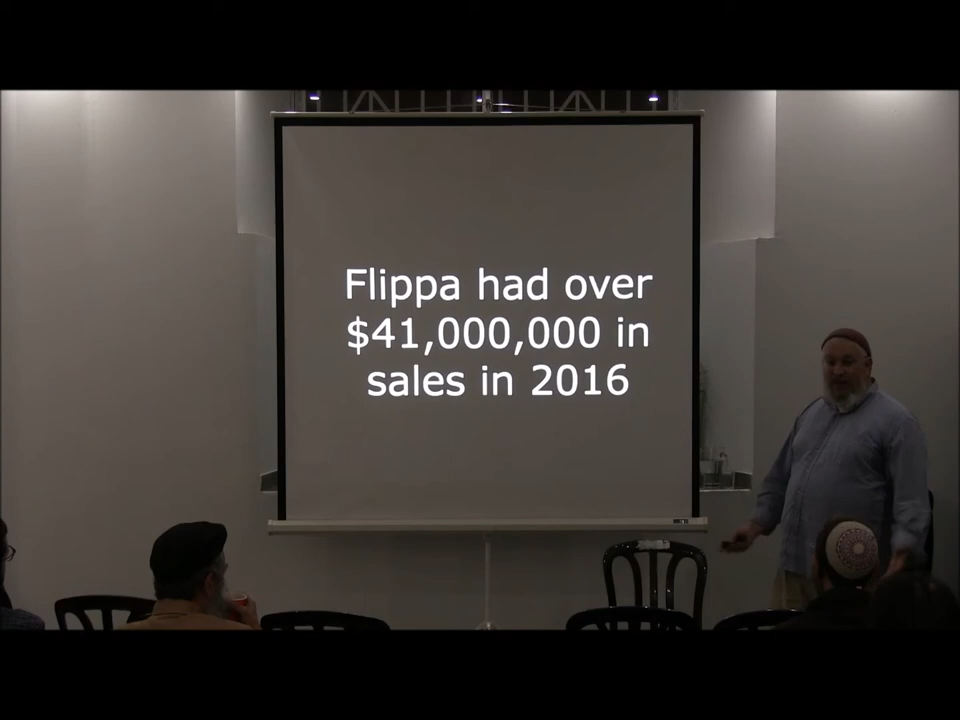 Flippa had over
$41,000,000 in
sales in 2016